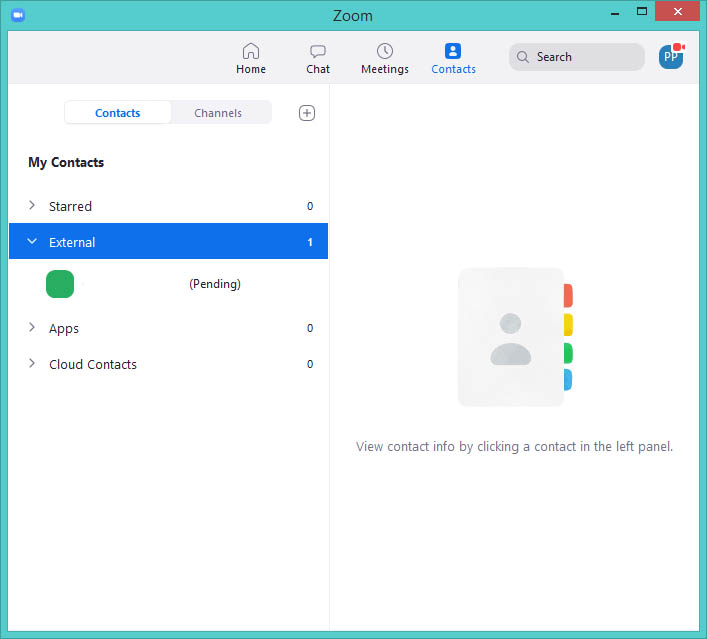 Zoom
Home
Chat
Meetings
Contacts
Search
PP
Contacts
Channels
My Contacts
Starred 0
External 1
(Pending)
Apps 0
Cloud Contacts 0
View contact info by clicking a contact in the left panel.